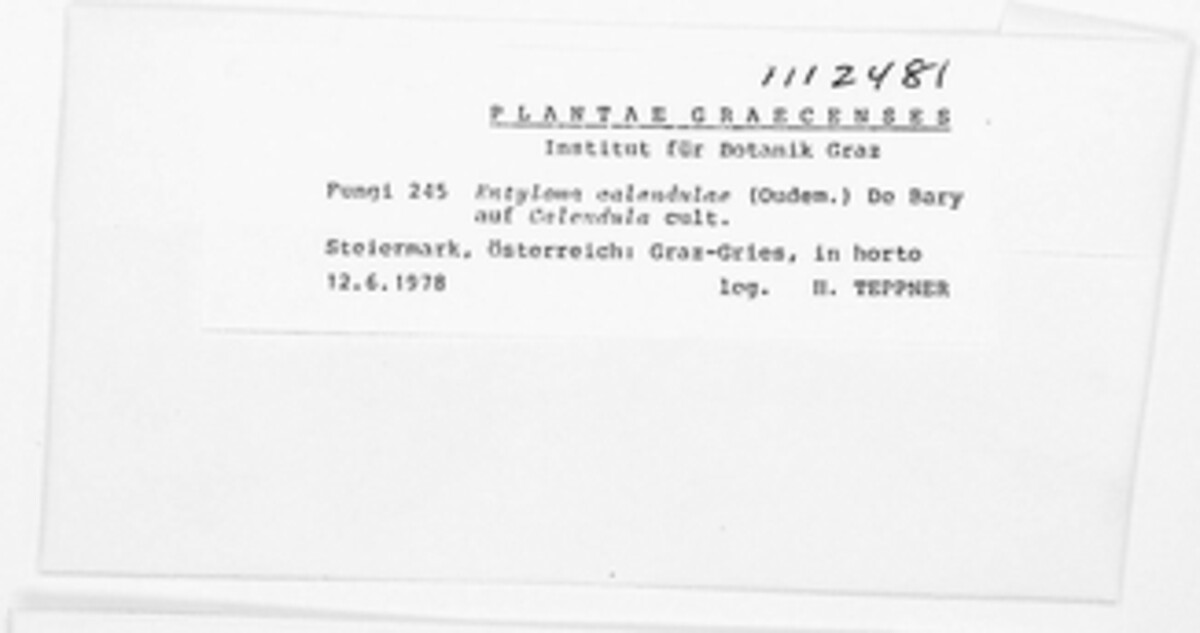 1112481
PLANTAE GRAECENSES
Institut für Botanik Graz
Fungi 245 Entyloma calendulae (Oudem.) De Bary
auf Calendula cult.
Steiermark, Österreich: Graz-Gries, in horto
12.6.1978 leg. H. TEPPNER